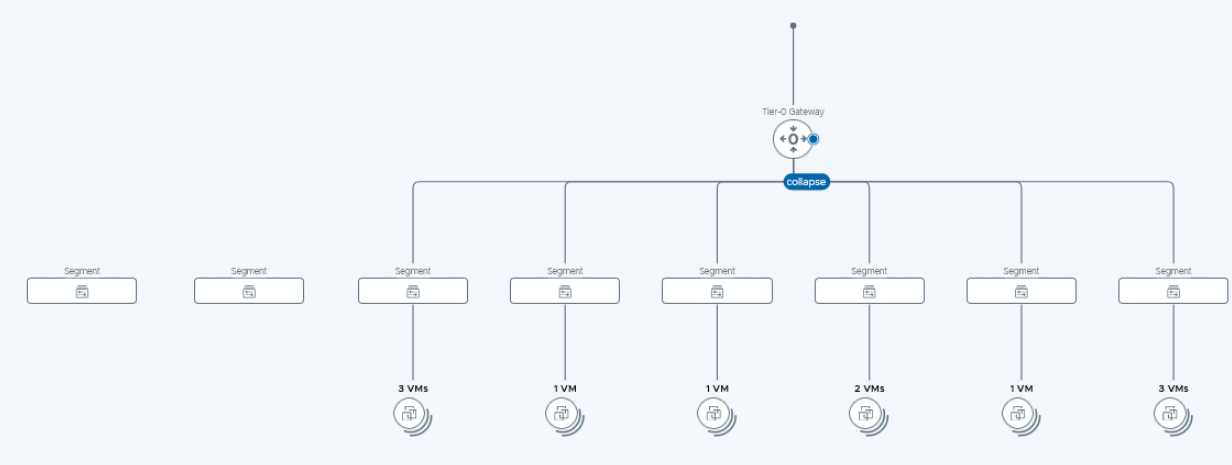 Tier-0 Gateway
0
collapse
Segment
Segment
Segment
Segment
Segment
Segment
Segment
Segment
3 VMs
1 VM
1 VM
2 VMs
1 VM
3 VMs